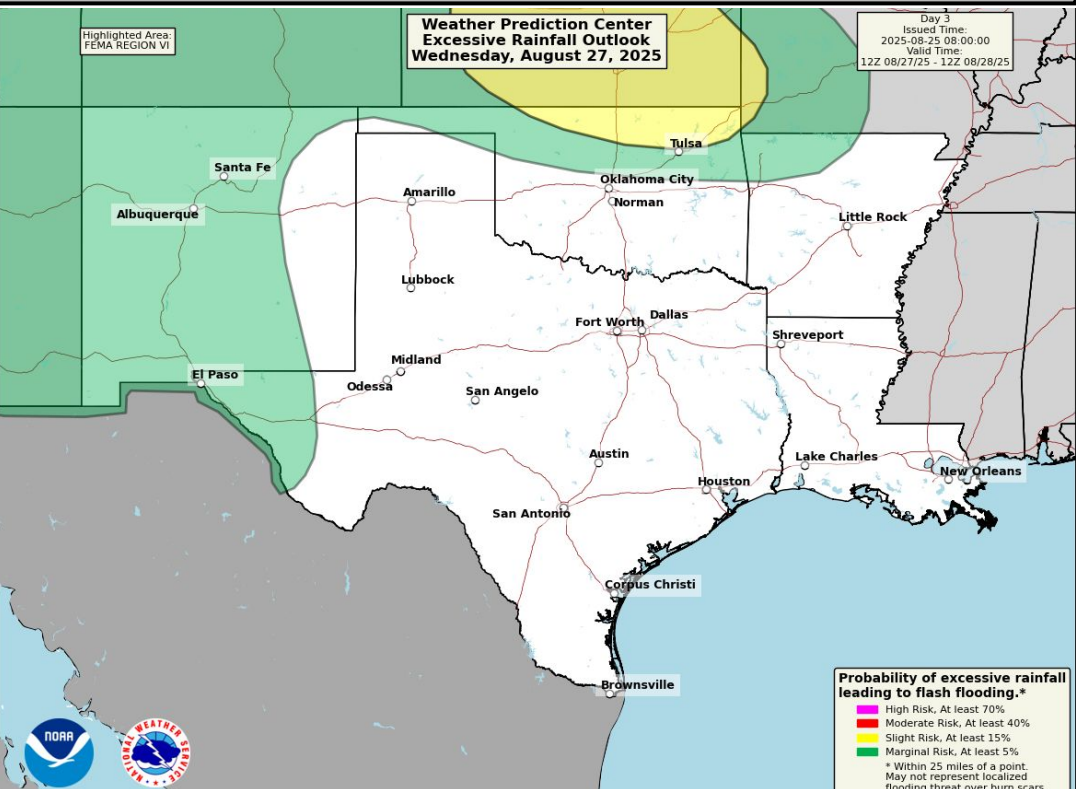 Weather Prediction Center
Excessive Rainfall Outlook
Wednesday, August 27, 2025
Highlighted Area:
FEMA REGION VI
Day 3
Issued Time:
2025-08-25 08:00:00
Valid Time:
12Z 08/27/25 - 12Z 08/28/25
Tulsa
Santa Fe
Oklahoma City
Amarillo
Norman
Albuquerque
Little Rock
Lubbock
Fort Worth
Dallas
Shreveport
Midland
El Paso
Odessa
San Angelo
Austin
Lake Charles
New Orleans
Houston
San Antonio
Corpus Christi
Brownsville
Probability of excessive rainfall
leading to flash flooding.*
High Risk, At least 70%
Moderate Risk, At least 40%
Slight Risk, At least 15%
Marginal Risk, At least 5%
* Within 25 miles of a point.
May not represent localized
flooding threat over burn scars
NOAA
NATIONAL WEATHER SERVICE